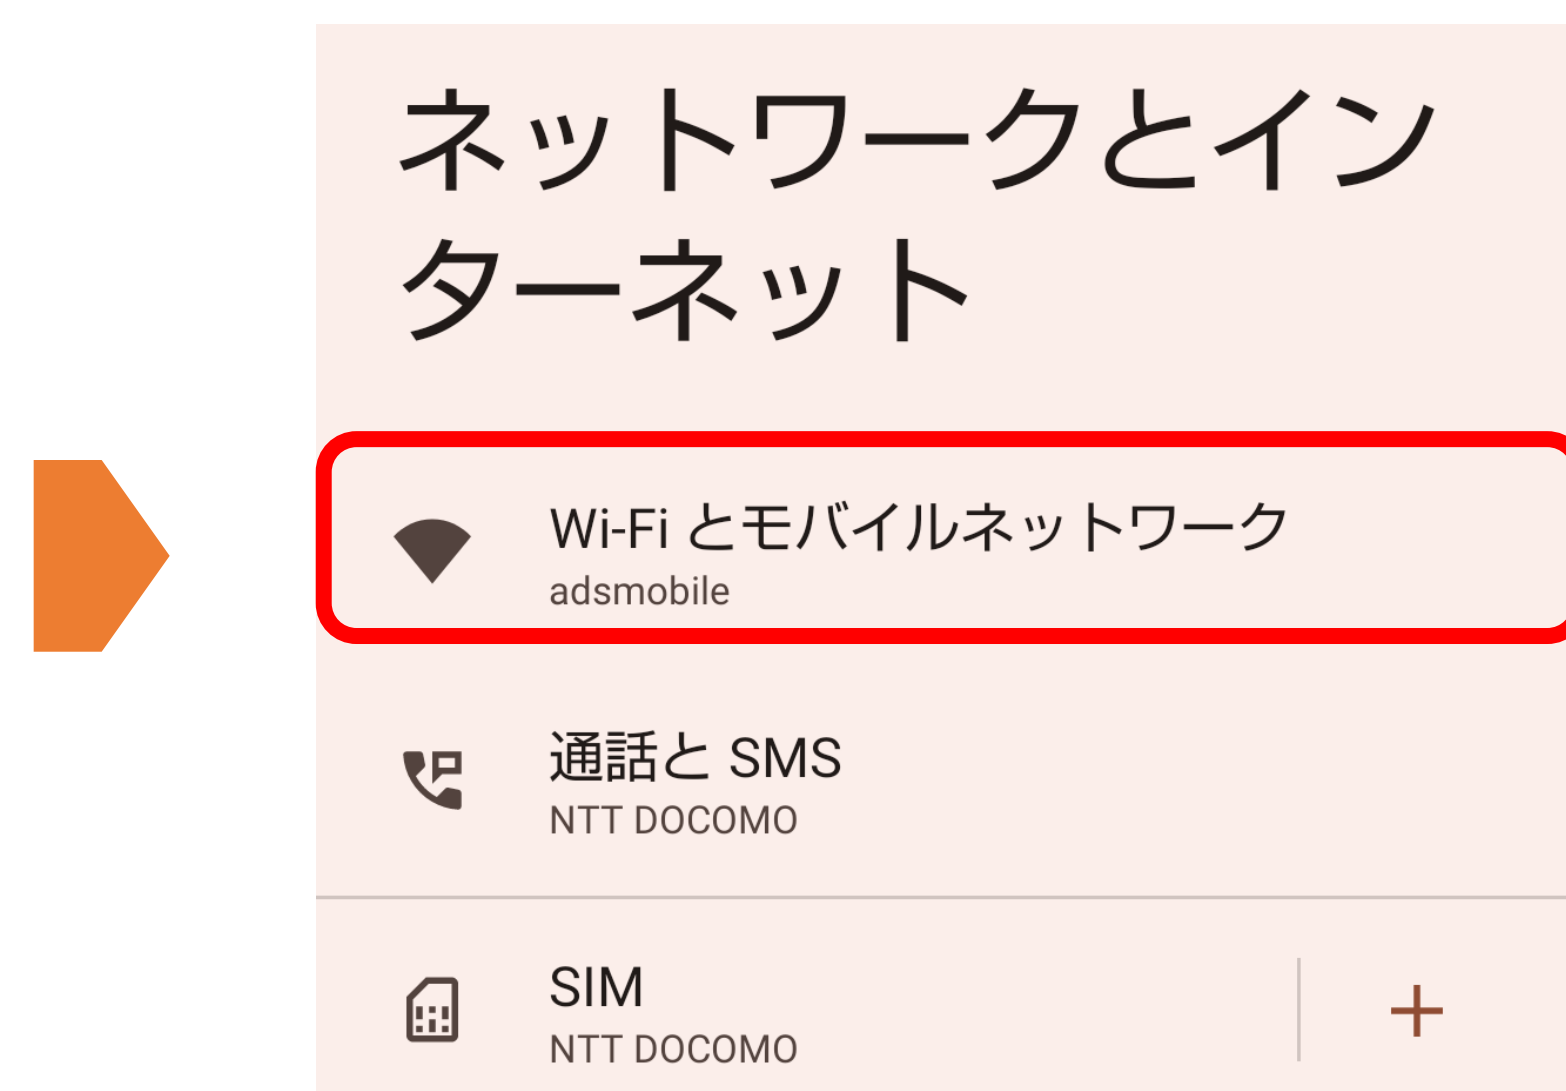 ネットワークとイン
ターネット
Wi-Fi とモバイルネットワーク
adsmobile
通話と SMS
NTT DOCOMO
SIM
NTT DOCOMO